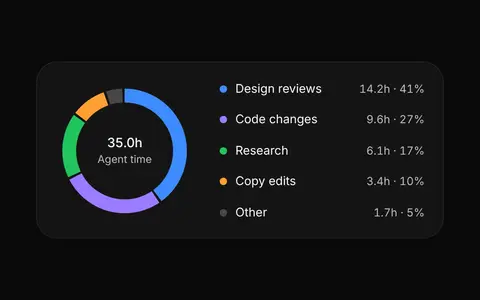 35.0h
Agent time
Design reviews 14.2h · 41%
Code changes 9.6h · 27%
Research 6.1h · 17%
Copy edits 3.4h · 10%
Other 1.7h · 5%